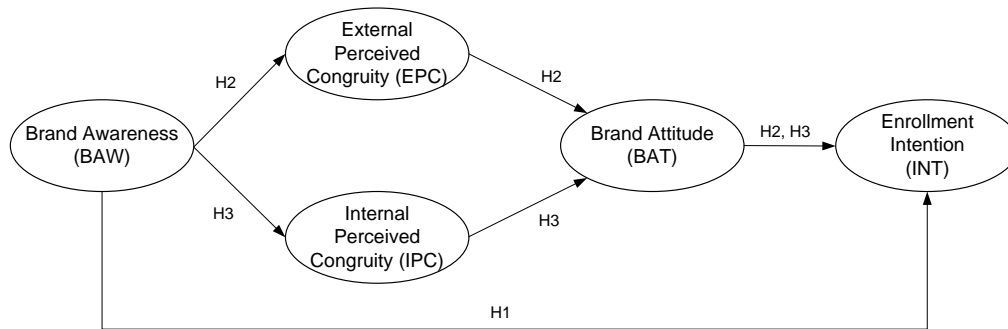 External
Perceived
Congruity (EPC)
H2
H2
Brand Awareness
(BAW)
Brand Attitude
(BAT)
H2, H3
Enrollment
Intention
(INT)
H3
Internal
Perceived
Congruity (IPC)
H3
H1